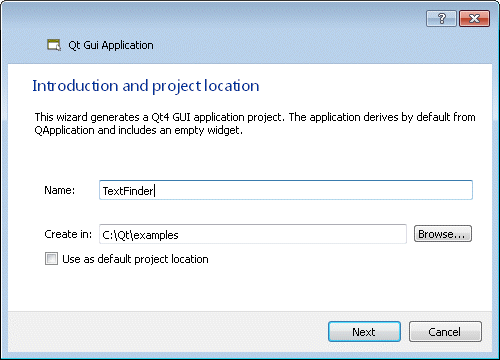 Qt Gui Application
Introduction and project location
This wizard generates a Qt4 GUI application project. The application derives by default from
QApplication and includes an empty widget.
Name: TextFinder
Create in: C:\Qt\examples Browse...
Use as default project location
Next Cancel